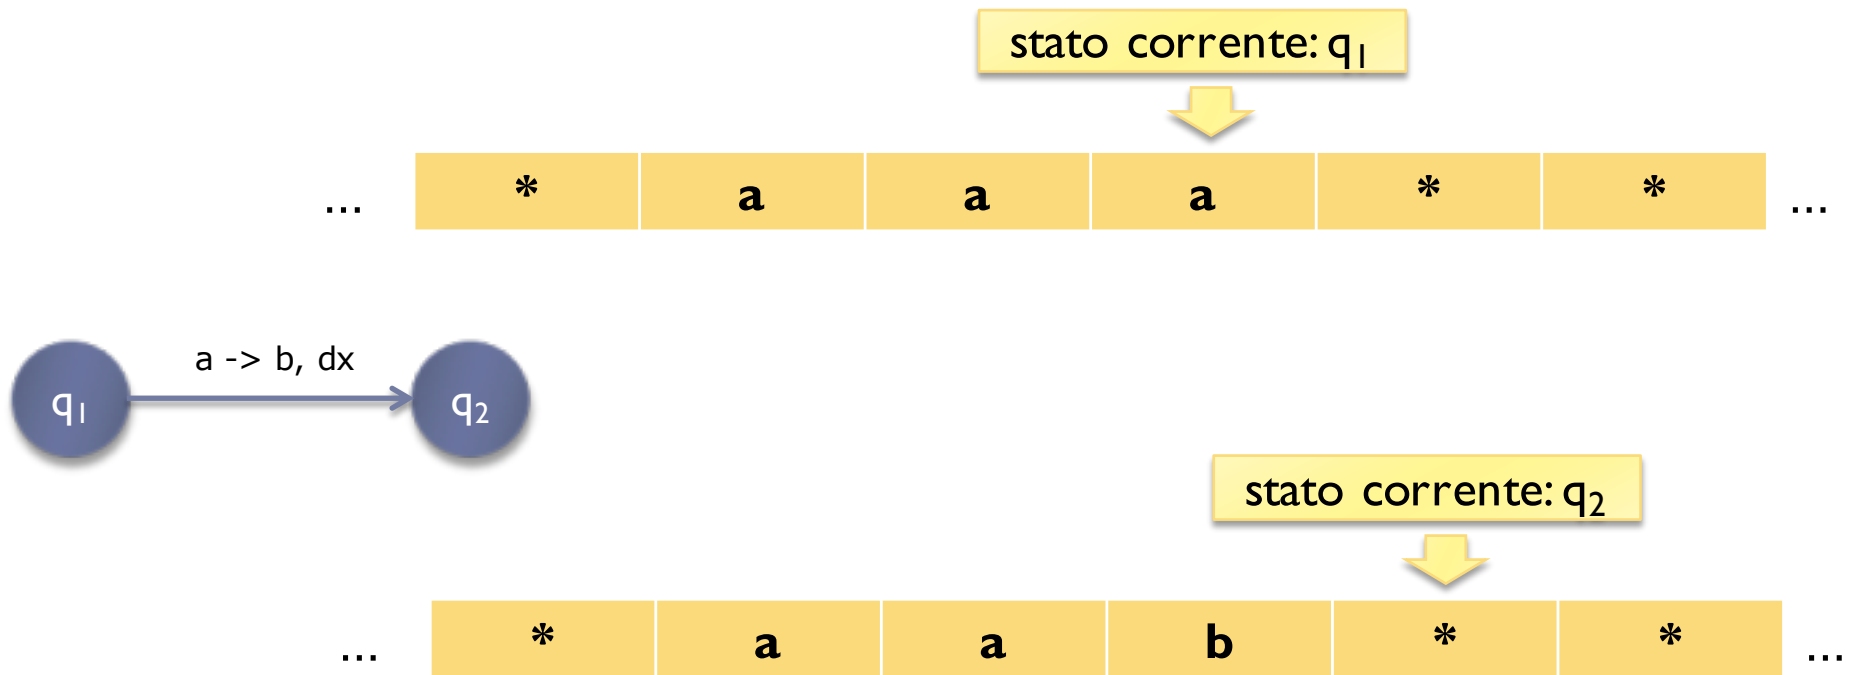 stato corrente: q₁
... * a a a * * ...
a -> b, dx
q₁ q₂
stato corrente: q₂
... * a a b * * ...